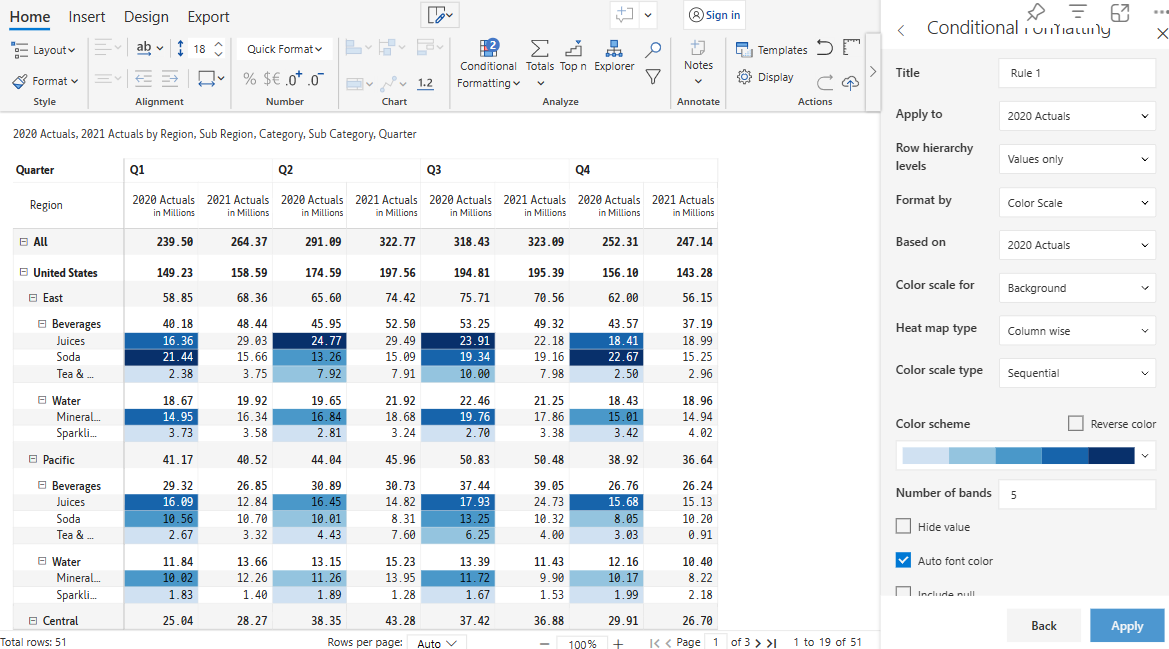 Home Insert Design Export Sign in
Layout ab 18 Quick Format Conditional Formatting Totals Top n Explorer Notes Templates
Format % $€ .0+ .0- 1.2 Display
Style Alignment Number Chart Analyze Annotate Actions
2020 Actuals, 2021 Actuals by Region, Sub Region, Category, Sub Category, Quarter
Quarter Q1 Q2 Q3 Q4
Region 2020 Actuals 2021 Actuals 2020 Actuals 2021 Actuals 2020 Actuals 2021 Actuals 2020 Actuals 2021 Actuals
in Millions in Millions in Millions in Millions in Millions in Millions in Millions in Millions
All 239.50 264.37 291.09 322.77 318.43 323.09 252.31 247.14
United States 149.23 158.59 174.59 197.56 194.81 195.39 156.10 143.28
East 58.85 68.36 65.60 74.42 75.71 70.56 62.00 56.15
Beverages 40.18 48.44 45.95 52.50 53.25 49.32 43.57 37.19
Juices 16.36 29.03 24.77 29.49 23.91 22.18 18.41 18.99
Soda 21.44 15.66 13.26 15.09 19.34 19.16 22.67 15.25
Tea & ... 2.38 3.75 7.92 7.91 10.00 7.98 2.50 2.96
Water 18.67 19.92 19.65 21.92 22.46 21.25 18.43 18.96
Mineral... 14.95 16.34 16.84 18.68 19.76 17.86 15.01 14.94
Sparkli... 3.73 3.58 2.81 3.24 2.70 3.38 3.42 4.02
Pacific 41.17 40.52 44.04 45.96 50.83 50.48 38.92 36.64
Beverages 29.32 26.85 30.89 30.73 37.44 39.05 26.76 26.24
Juices 16.09 12.84 16.45 14.82 17.93 24.73 15.68 15.13
Soda 10.56 10.70 10.01 8.31 13.25 10.32 8.05 10.20
Tea & ... 2.67 3.32 4.43 7.60 6.25 4.00 3.03 0.91
Water 11.84 13.66 13.15 15.23 13.39 11.43 12.16 10.40
Mineral... 10.02 12.26 11.26 13.95 11.72 9.90 10.17 8.22
Sparkli... 1.83 1.40 1.89 1.28 1.67 1.53 1.99 2.18
Central 25.04 28.27 38.35 43.28 37.42 36.88 29.91 26.70
Total rows: 51 Rows per page: Auto 100% Page 1 of 3 1 to 19 of 51
Conditional Formatting
Title Rule 1
Apply to 2020 Actuals
Row hierarchy levels Values only
Format by Color Scale
Based on 2020 Actuals
Color scale for Background
Heat map type Column wise
Color scale type Sequential
Color scheme Reverse color
Number of bands 5
Hide value
Auto font color
Include null
Back Apply